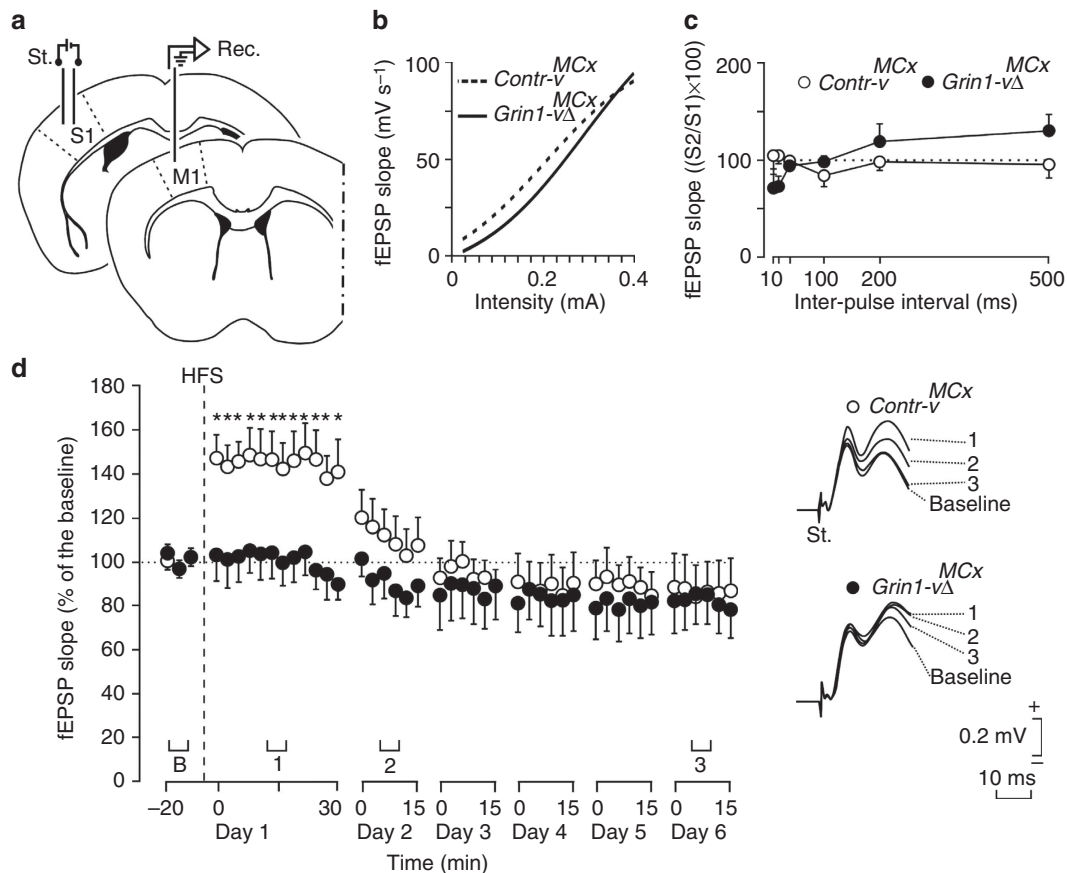 a
St.
Rec.
S1
M1
b
fEPSP slope (mV s⁻¹)
100
50
0
Contr-v^MCx
Grin1-vΔ^MCx
0
0.2
0.4
Intensity (mA)
c
fEPSP slope ((S2/S1)×100)
200
100
0
Contr-v^MCx
Grin1-vΔ^MCx
10
100
200
500
Inter-pulse interval (ms)
d
HFS
fEPSP slope (% of the baseline)
180
160
140
120
100
80
60
40
20
0
*** ** ***** ** *
B
1
2
3
–20
0
30
0
15
0
15
0
15
0
15
0
15
Day 1
Day 2
Day 3
Day 4
Day 5
Day 6
Time (min)
Contr-v^MCx
1
2
3
Baseline
St.
Grin1-vΔ^MCx
1
2
3
Baseline
+
0.2 mV
–
10 ms